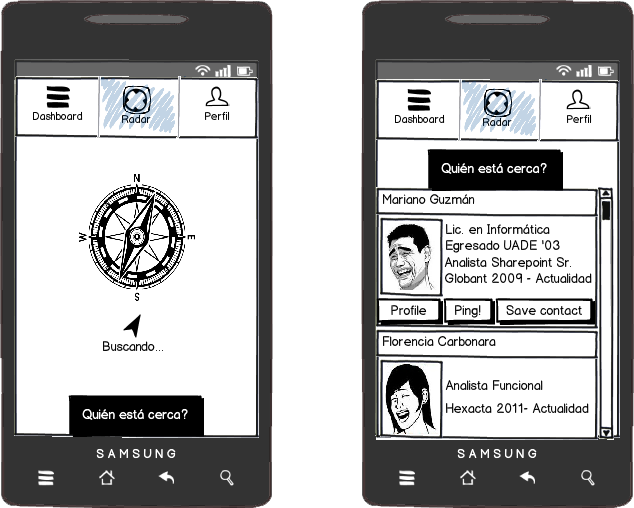 Dashboard
Radar
Perfil
N
W
E
S
Buscando...
Quién está cerca?
SAMSUNG
Dashboard
Radar
Perfil
Quién está cerca?
Mariano Guzmán
Lic. en Informática
Egresado UADE '03
Analista Sharepoint Sr.
Globant 2009 - Actualidad
Profile
Ping!
Save contact
Florencia Carbonara
Analista Funcional
Hexacta 2011- Actualidad
SAMSUNG